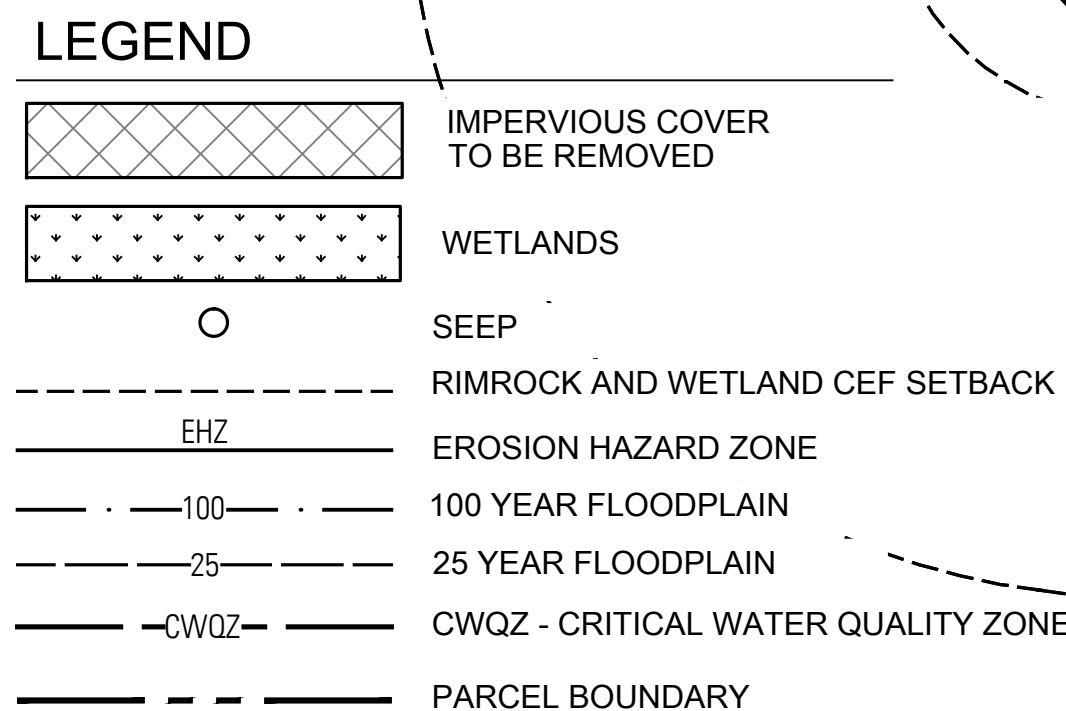 LEGEND
IMPERVIOUS COVER
TO BE REMOVED
WETLANDS
SEEP
RIMROCK AND WETLAND CEF SETBACK
EHZ
EROSION HAZARD ZONE
100
100 YEAR FLOODPLAIN
25
25 YEAR FLOODPLAIN
CWQZ
CWQZ - CRITICAL WATER QUALITY ZONE
PARCEL BOUNDARY